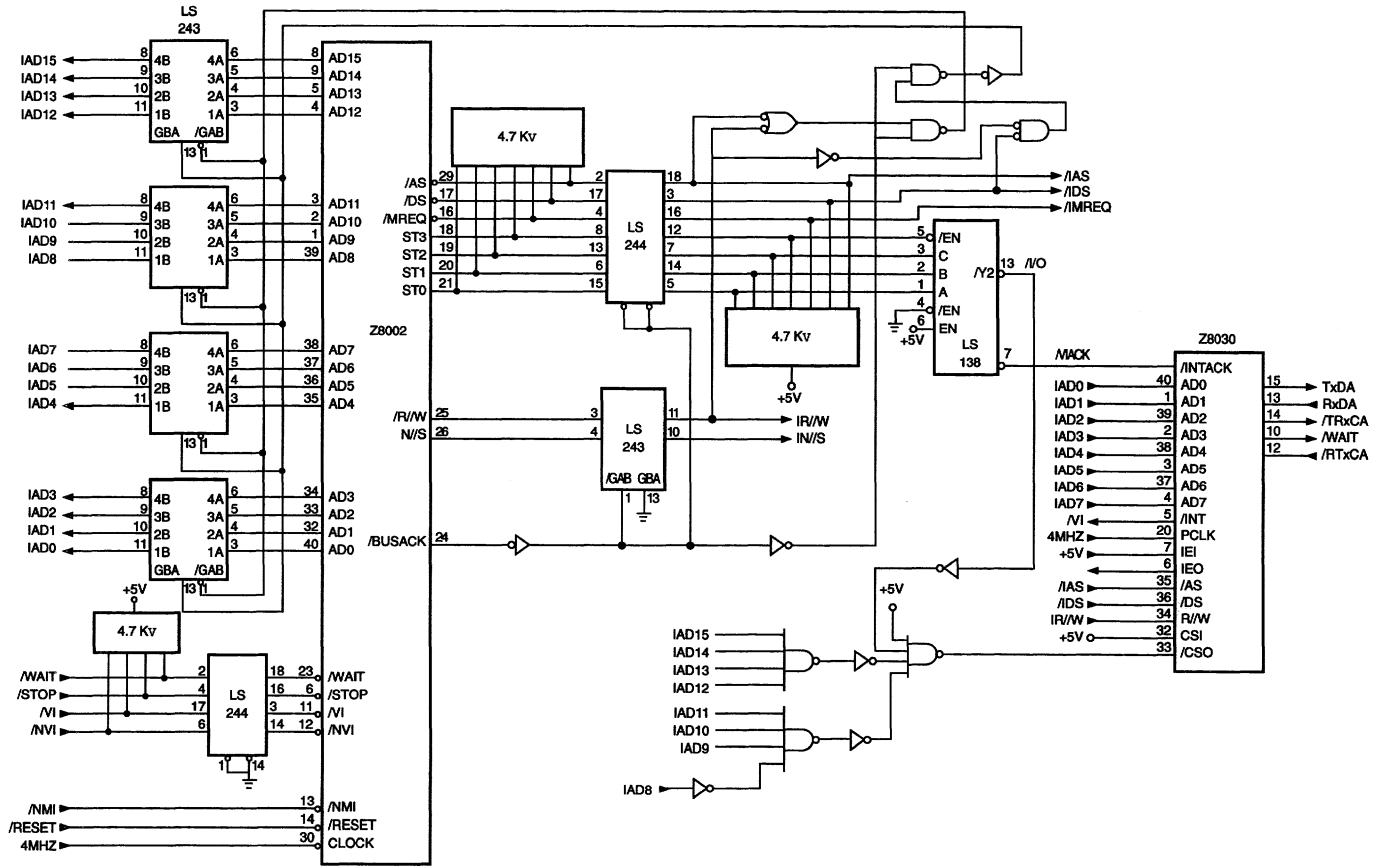 LS
243
IAD15 8 4B 4A 6 8 AD15
IAD14 9 3B 3A 5 9 AD14
IAD13 10 2B 2A 4 5 AD13
IAD12 11 1B 1A 3 4 AD12
GBA /GAB
13 1
IAD11 8 4B 4A 6 3 AD11
IAD10 9 3B 3A 5 2 AD10
IAD9 10 2B 2A 4 1 AD9
IAD8 11 1B 1A 3 39 AD8
13 1
IAD7 8 4B 4A 6 38 AD7
IAD6 9 3B 3A 5 37 AD6
IAD5 10 2B 2A 4 36 AD5
IAD4 11 1B 1A 3 35 AD4
13 1
IAD3 8 4B 4A 6 34 AD3
IAD2 9 3B 3A 5 33 AD2
IAD1 10 2B 2A 4 32 AD1
IAD0 11 1B 1A 3 40 AD0
GBA /GAB
13 1
+5V
4.7 Kv
/WAIT 2 18 23 /WAIT
/STOP 4 16 6 /STOP
/VI 17 3 11 /VI
/NVI 6 14 12 /NVI
LS
244
1 14
/NMI 13 /NMI
/RESET 14 /RESET
4MHZ 30 CLOCK
Z8002
4.7 Kv
/AS 29 2 18 /IAS
/DS 17 17 3 /IDS
/MREQ 16 4 16 /IMREQ
ST3 18 8 12 5 /EN
ST2 19 13 7 3 C
ST1 20 6 14 2 B
ST0 21 15 5 1 A
LS
244
4 /EN
6 EN
+5V
/Y2 13 /I/O
LS
138
7 /VIACK
4.7 Kv
+5V
/R//W 25 3 11 IR//W
N//S 26 4 10 IN//S
LS
243
/GAB GBA
1 13
/BUSACK 24
+5V
IAD15
IAD14
IAD13
IAD12
IAD11
IAD10
IAD9
IAD8
Z8030
/INTACK
IAD0 40 AD0
IAD1 1 AD1
IAD2 39 AD2
IAD3 2 AD3
IAD4 38 AD4
IAD5 3 AD5
IAD6 37 AD6
IAD7 4 AD7
/VI 5 /INT
4MHZ 20 PCLK
+5V 7 IEI
6 IEO
/IAS 35 /AS
/IDS 36 /DS
IR//W 34 R//W
+5V 32 CSI
33 /CSO
15 TxDA
13 RxDA
14 /TRxCA
10 /WAIT
12 /RTxCA